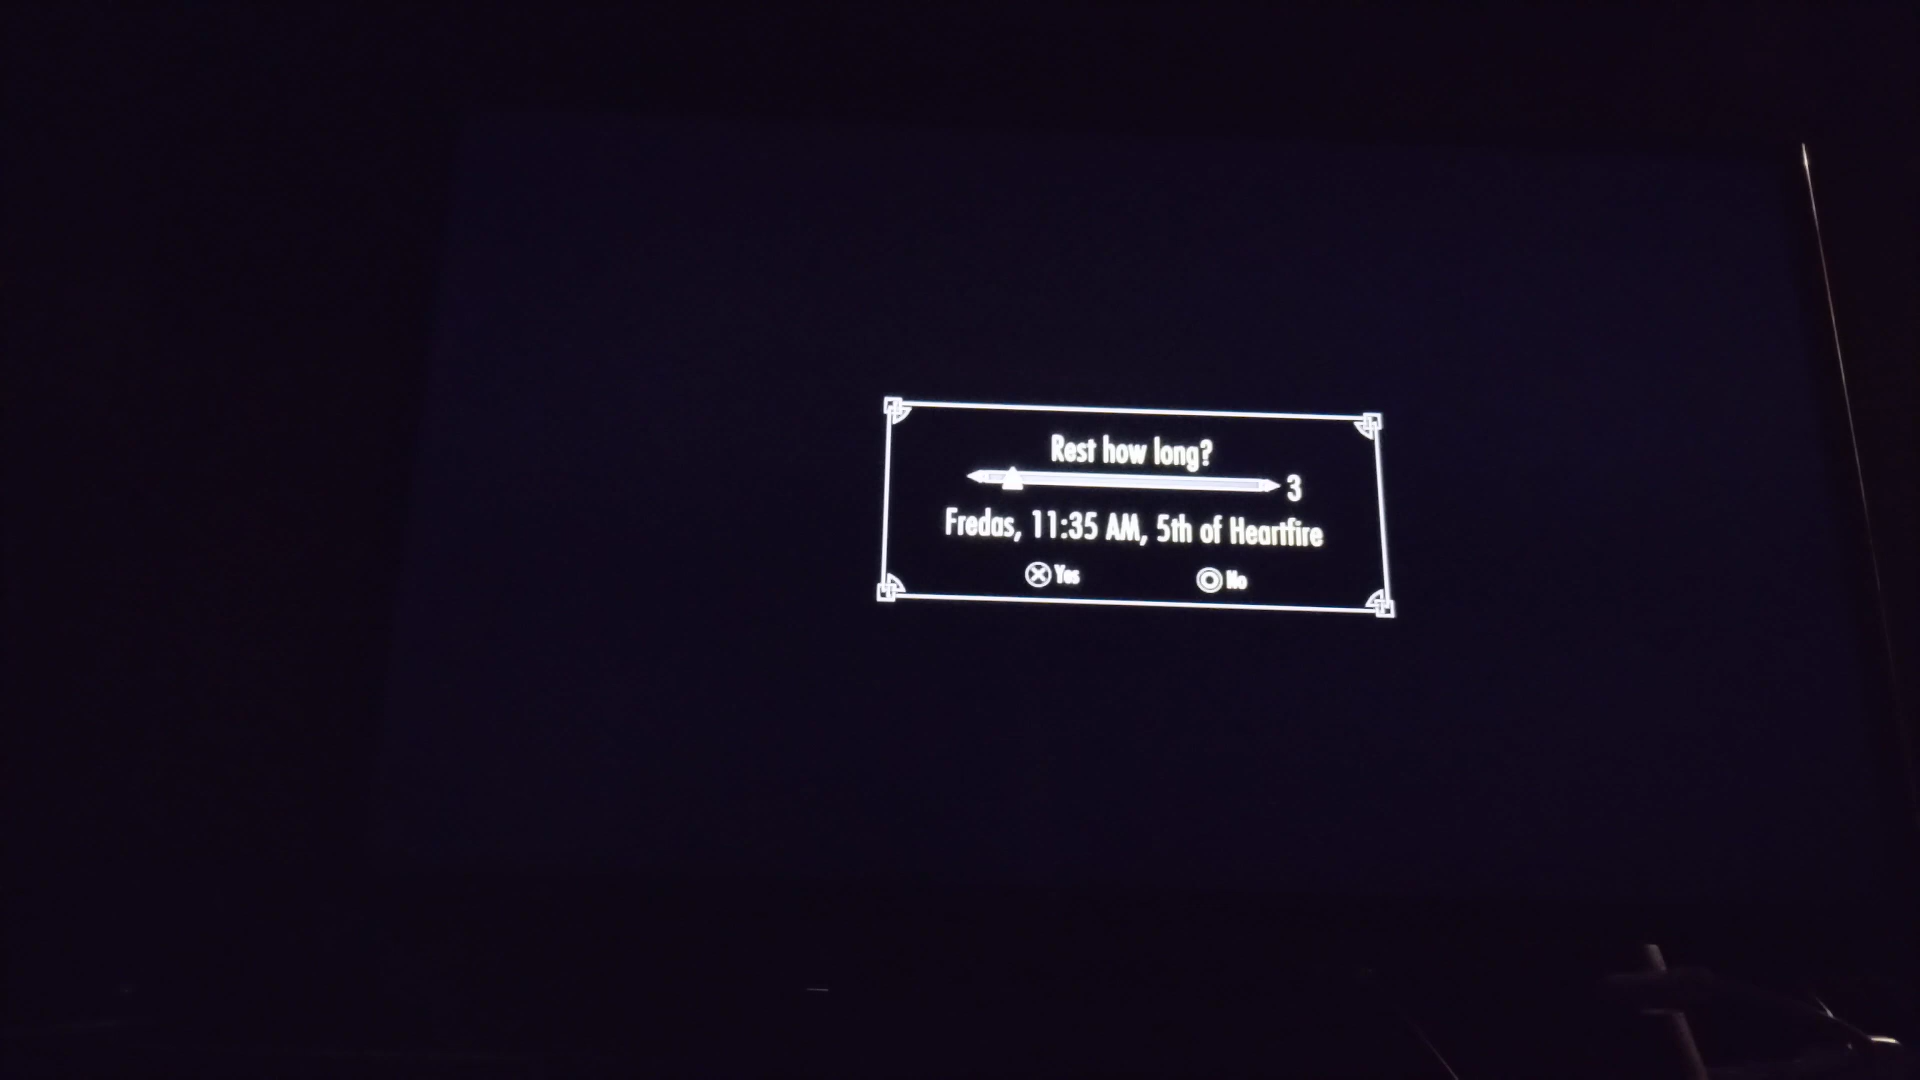 Rest how long?
3
Fredas, 11:35 AM, 5th of Heartfire
Yes No